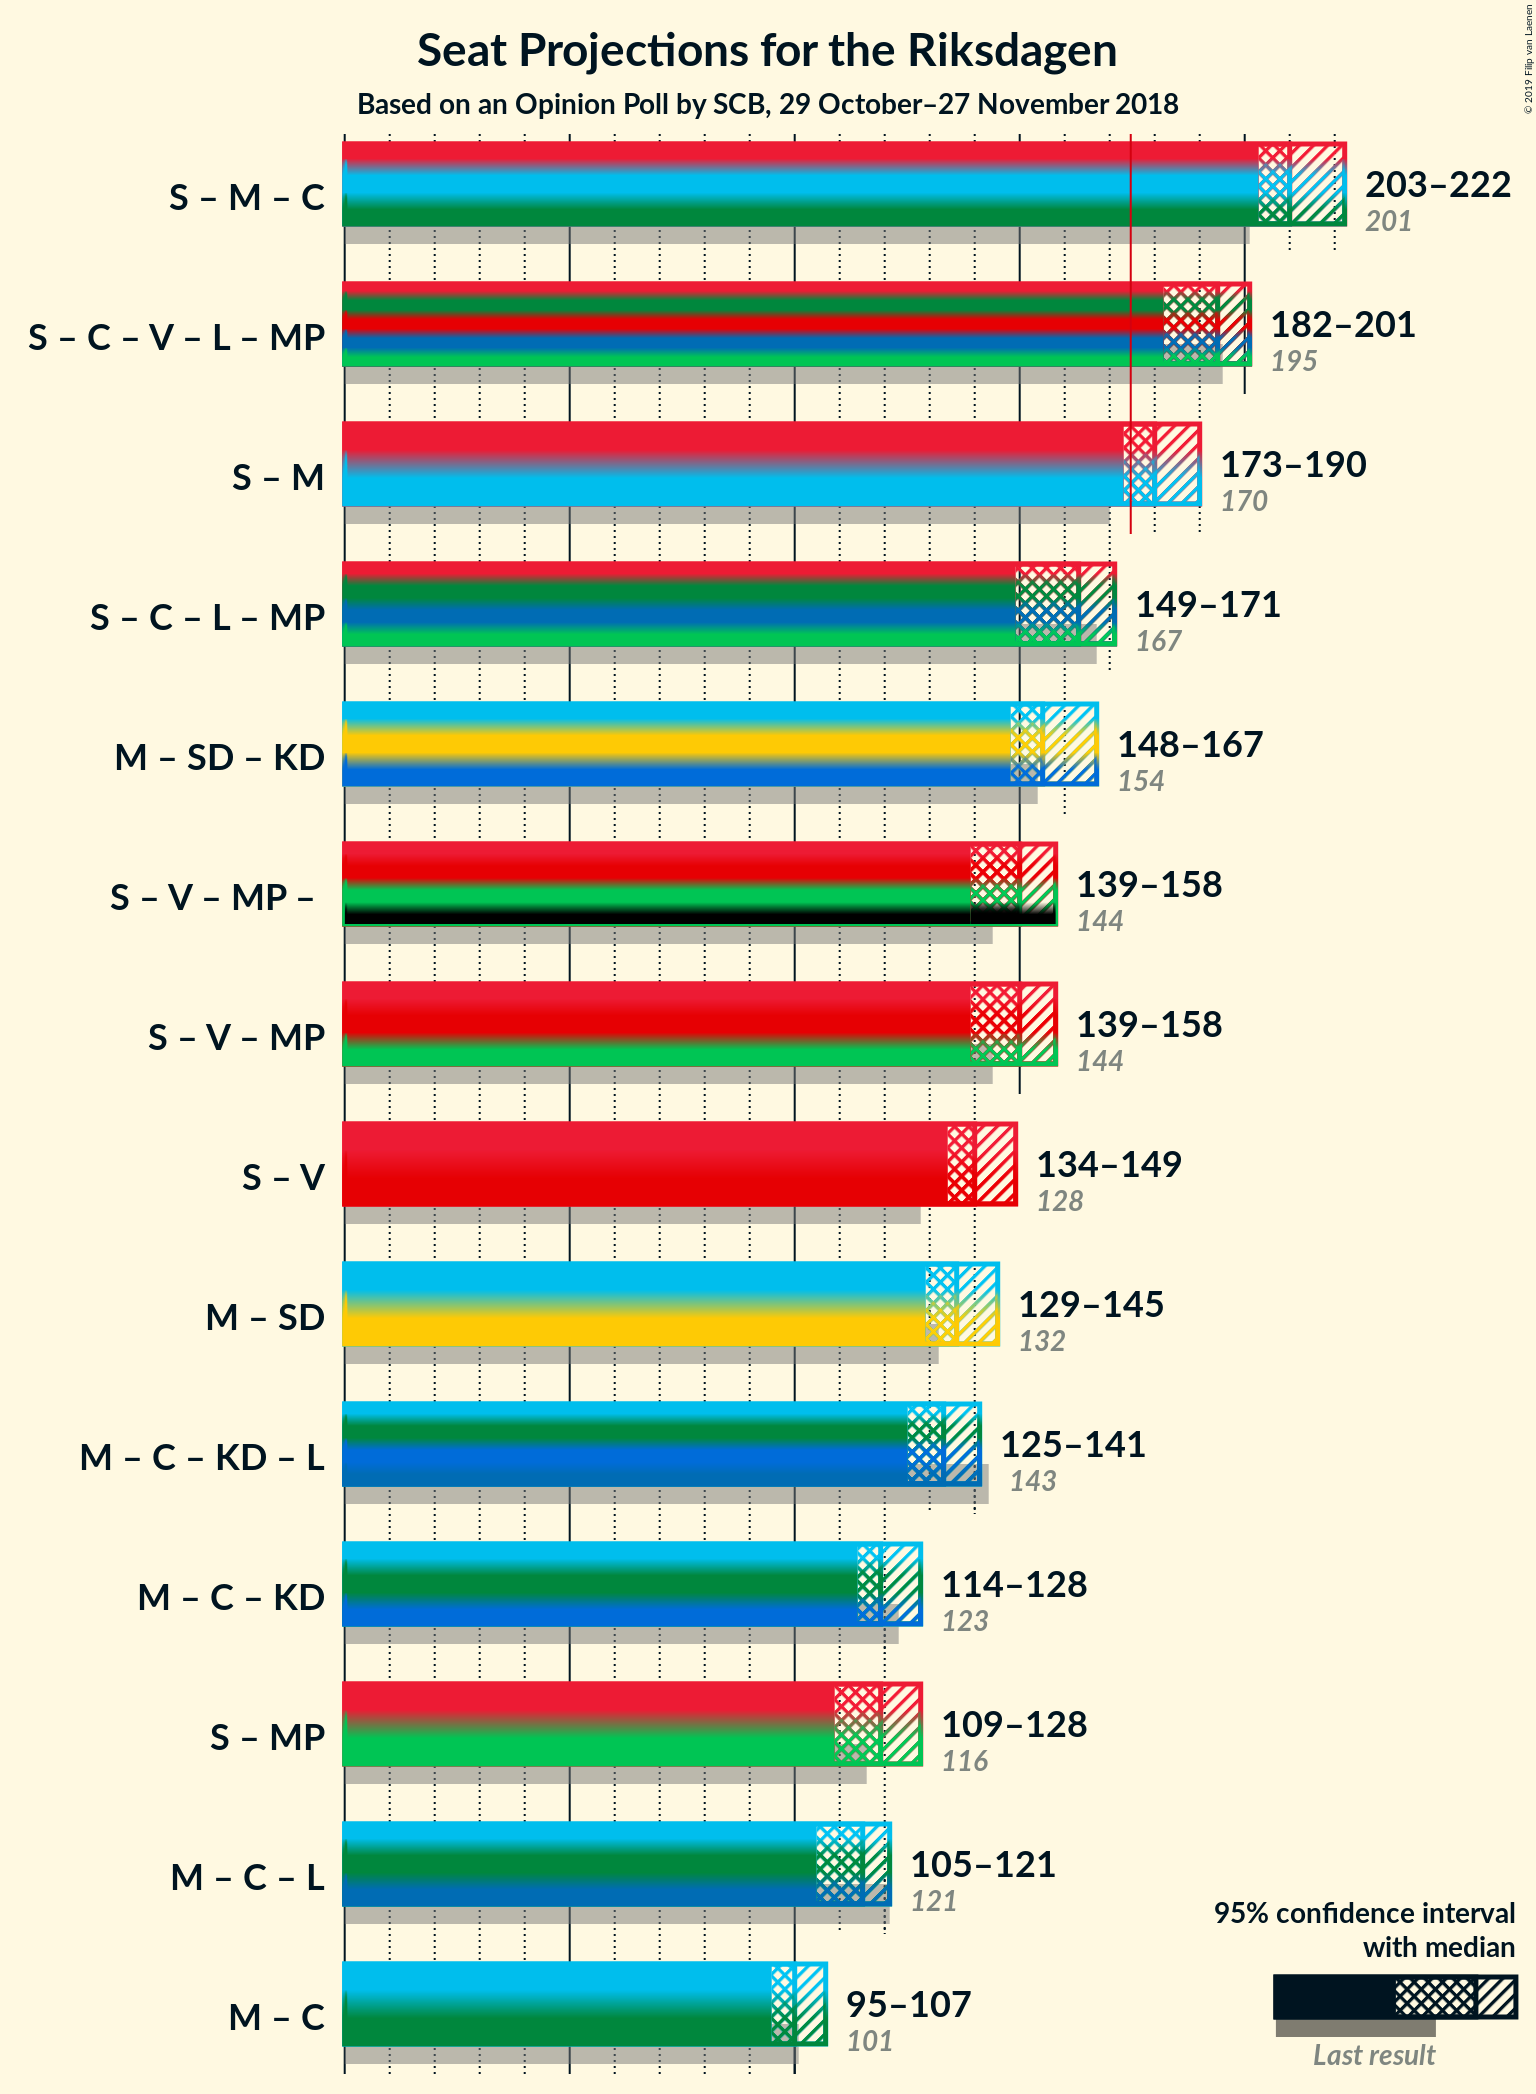 Seat Projections for the Riksdagen
Based on an Opinion Poll by SCB, 29 October–27 November 2018
© 2019 Filip van Laenen
S – M – C
203–222
201
S – C – V – L – MP
182–201
195
S – M
173–190
170
S – C – L – MP
149–171
167
M – SD – KD
148–167
154
S – V – MP –
139–158
144
S – V – MP
139–158
144
S – V
134–149
128
M – SD
129–145
132
M – C – KD – L
125–141
143
M – C – KD
114–128
123
S – MP
109–128
116
M – C – L
105–121
121
M – C
95–107
101
95% confidence interval
with median
Last result